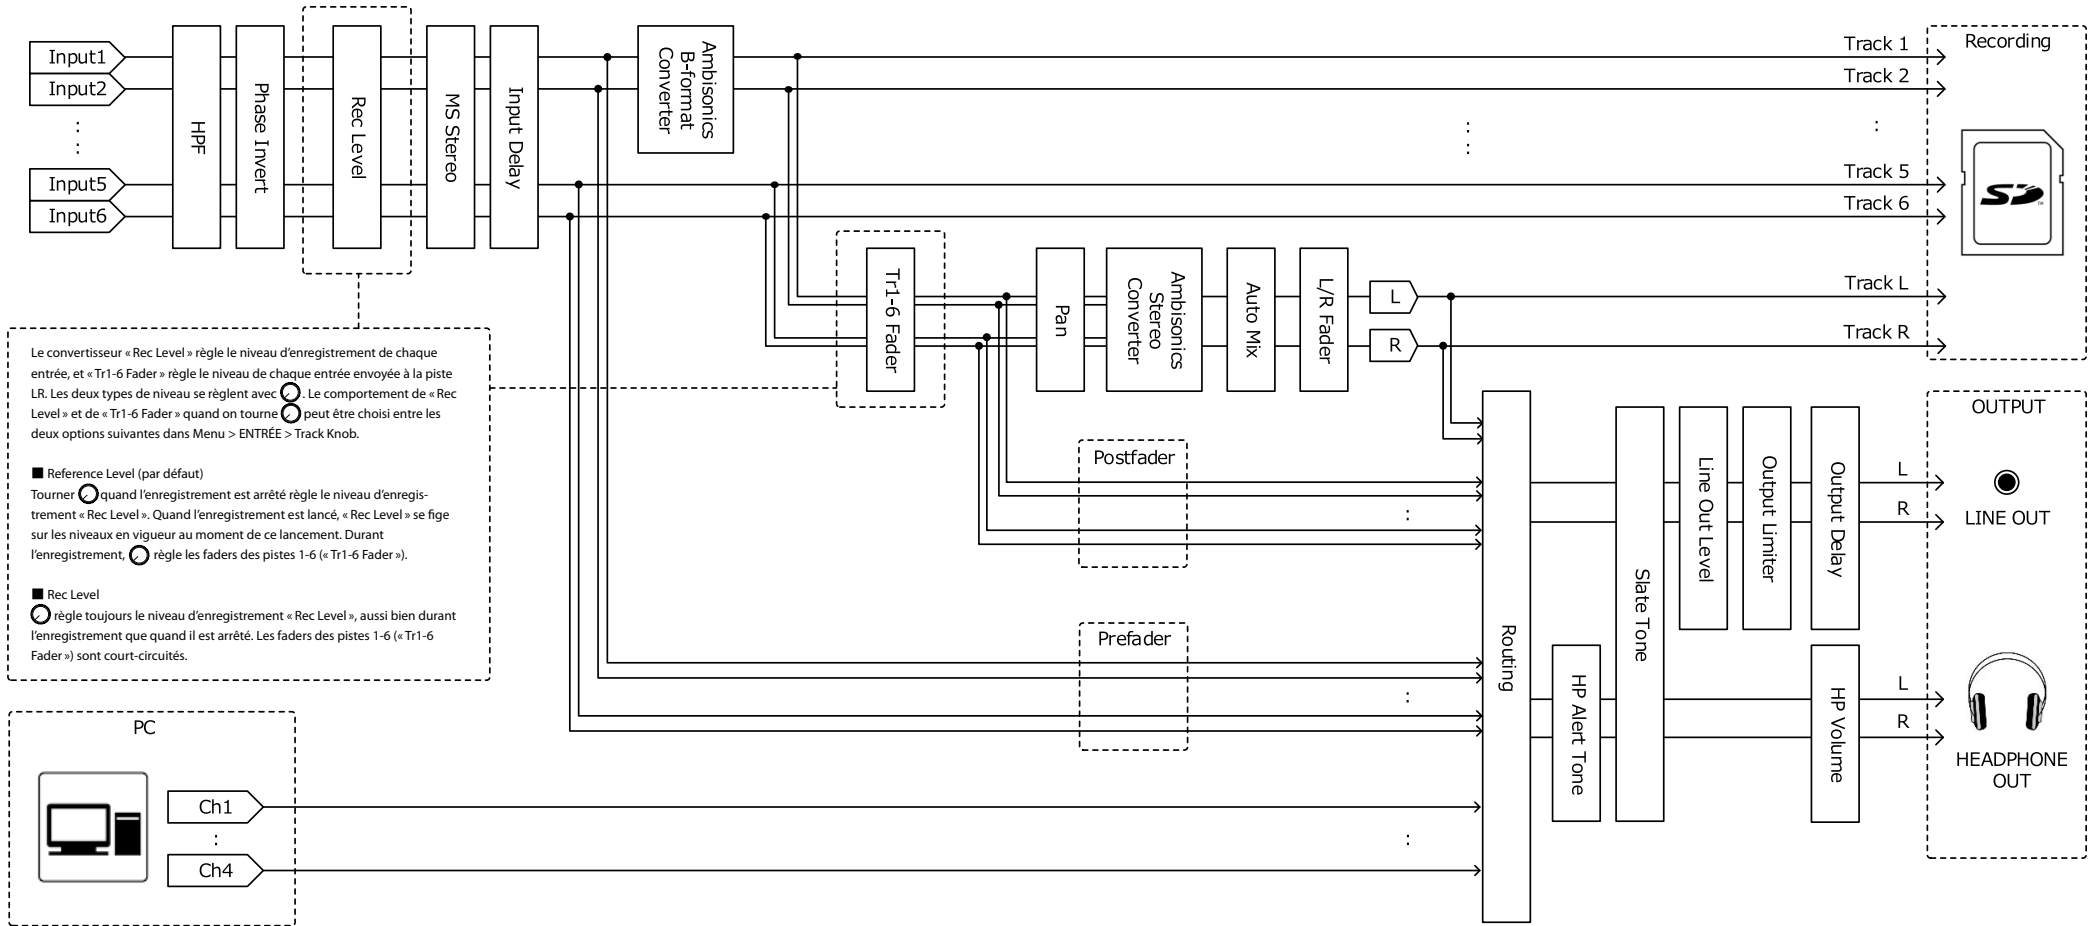 Input1
Input2
Input5
Input6
HPF
Phase Invert
Rec Level
MS Stereo
Input Delay
Ambisonics
B-format
Converter
Track 1
Track 2
Track 5
Track 6
Track L
Track R
Recording
SD
TM
Tr1-6 Fader
Pan
Ambisonics
Stereo
Converter
Auto Mix
L/R Fader
L
R
Le convertisseur « Rec Level » règle le niveau d’enregistrement de chaque
entrée, et « Tr1-6 Fader » règle le niveau de chaque entrée envoyée à la piste
LR. Les deux types de niveau se règlent avec . Le comportement de « Rec
Level » et de « Tr1-6 Fader » quand on tourne peut être choisi entre les
deux options suivantes dans Menu > ENTRÉE > Track Knob.
■ Reference Level (par défaut)
Tourner quand l’enregistrement est arrêté règle le niveau d’enregis-
trement « Rec Level ». Quand l’enregistrement est lancé, « Rec Level » se fige
sur les niveaux en vigueur au moment de ce lancement. Durant
l’enregistrement, règle les faders des pistes 1-6 (« Tr1-6 Fader »).
■ Rec Level
règle toujours le niveau d’enregistrement « Rec Level », aussi bien durant
l’enregistrement que quand il est arrêté. Les faders des pistes 1-6 (« Tr1-6
Fader ») sont court-circuités.
Postfader
Prefader
Routing
HP Alert Tone
Slate Tone
Line Out Level
Output Limiter
Output Delay
HP Volume
OUTPUT
L
R
LINE OUT
L
R
HEADPHONE
OUT
PC
Ch1
Ch4